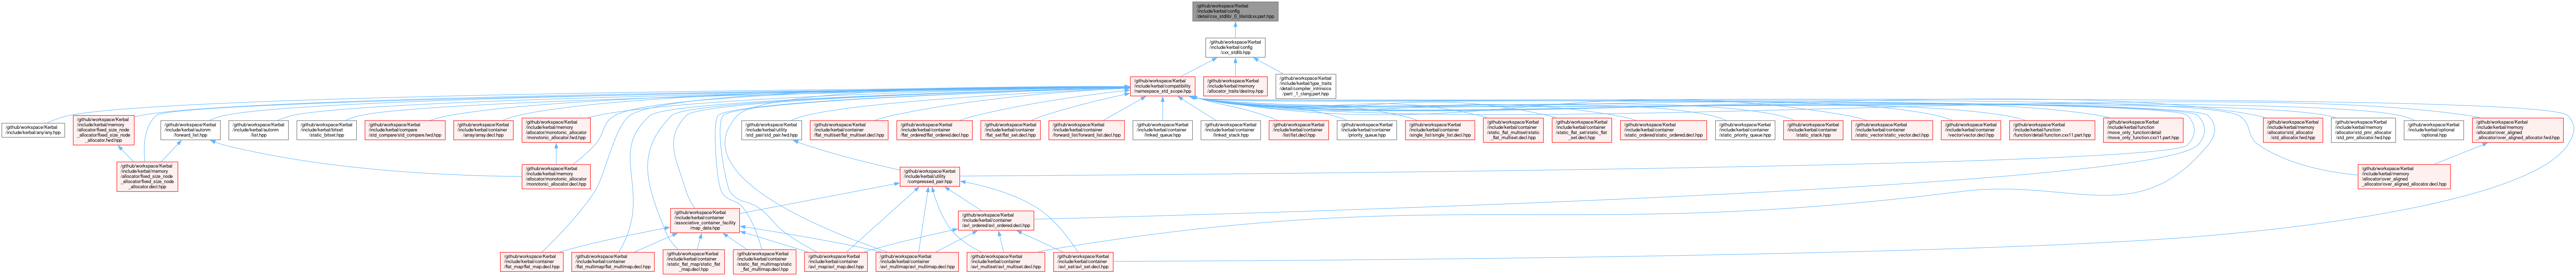 /github/workspace/Kerbal
/include/kerbal/config
/detail/cxx_stdlib/_0_libstdcxx.part.hpp
/github/workspace/Kerbal
/include/kerbal/config
/cxx_stdlib.hpp
/github/workspace/Kerbal
/include/kerbal/compatibility
/namespace_std_scope.hpp
/github/workspace/Kerbal
/include/kerbal/memory
/allocator_traits/destroy.hpp
/github/workspace/Kerbal
/include/kerbal/type_traits
/detail/compiler_intrinsics
/part/_1_clang.part.hpp
/github/workspace/Kerbal
/include/kerbal/any/any.hpp
/github/workspace/Kerbal
/include/kerbal/memory
/allocator/fixed_size_node
_allocator/fixed_size_node
_allocator.fwd.hpp
/github/workspace/Kerbal
/include/kerbal/autonm
/forward_list.hpp
/github/workspace/Kerbal
/include/kerbal/autonm
/list.hpp
/github/workspace/Kerbal
/include/kerbal/bitset
/static_bitset.hpp
/github/workspace/Kerbal
/include/kerbal/compare
/std_compare/std_compare.fwd.hpp
/github/workspace/Kerbal
/include/kerbal/container
/array/array.decl.hpp
/github/workspace/Kerbal
/include/kerbal/memory
/allocator/monotonic_allocator
/monotonic_allocator.fwd.hpp
/github/workspace/Kerbal
/include/kerbal/utility
/std_pair/std_pair.fwd.hpp
/github/workspace/Kerbal
/include/kerbal/container
/flat_multiset/flat_multiset.decl.hpp
/github/workspace/Kerbal
/include/kerbal/container
/flat_ordered/flat_ordered.decl.hpp
/github/workspace/Kerbal
/include/kerbal/container
/flat_set/flat_set.decl.hpp
/github/workspace/Kerbal
/include/kerbal/container
/forward_list/forward_list.decl.hpp
/github/workspace/Kerbal
/include/kerbal/container
/linked_queue.hpp
/github/workspace/Kerbal
/include/kerbal/container
/linked_stack.hpp
/github/workspace/Kerbal
/include/kerbal/container
/list/list.decl.hpp
/github/workspace/Kerbal
/include/kerbal/container
/priority_queue.hpp
/github/workspace/Kerbal
/include/kerbal/container
/single_list/single_list.decl.hpp
/github/workspace/Kerbal
/include/kerbal/container
/static_flat_multiset/static
_flat_multiset.decl.hpp
/github/workspace/Kerbal
/include/kerbal/container
/static_flat_set/static_flat
_set.decl.hpp
/github/workspace/Kerbal
/include/kerbal/container
/static_ordered/static_ordered.decl.hpp
/github/workspace/Kerbal
/include/kerbal/container
/static_priority_queue.hpp
/github/workspace/Kerbal
/include/kerbal/container
/static_stack.hpp
/github/workspace/Kerbal
/include/kerbal/container
/static_vector/static_vector.decl.hpp
/github/workspace/Kerbal
/include/kerbal/container
/vector/vector.decl.hpp
/github/workspace/Kerbal
/include/kerbal/function
/function/detail/function.cxx11.part.hpp
/github/workspace/Kerbal
/include/kerbal/function
/move_only_function/detail
/move_only_function.cxx11.part.hpp
/github/workspace/Kerbal
/include/kerbal/memory
/allocator/std_allocator
/std_allocator.fwd.hpp
/github/workspace/Kerbal
/include/kerbal/memory
/allocator/std_pmr_allocator
/std_pmr_allocator.fwd.hpp
/github/workspace/Kerbal
/include/kerbal/optional
/optional.hpp
/github/workspace/Kerbal
/include/kerbal/memory
/allocator/over_aligned
_allocator/over_aligned_allocator.fwd.hpp
/github/workspace/Kerbal
/include/kerbal/memory
/allocator/fixed_size_node
_allocator/fixed_size_node
_allocator.decl.hpp
/github/workspace/Kerbal
/include/kerbal/memory
/allocator/monotonic_allocator
/monotonic_allocator.decl.hpp
/github/workspace/Kerbal
/include/kerbal/utility
/compressed_pair.hpp
/github/workspace/Kerbal
/include/kerbal/memory
/allocator/over_aligned
_allocator/over_aligned_allocator.decl.hpp
/github/workspace/Kerbal
/include/kerbal/container
/associative_container_facility
/map_data.hpp
/github/workspace/Kerbal
/include/kerbal/container
/avl_ordered/avl_ordered.decl.hpp
/github/workspace/Kerbal
/include/kerbal/container
/flat_map/flat_map.decl.hpp
/github/workspace/Kerbal
/include/kerbal/container
/flat_multimap/flat_multimap.decl.hpp
/github/workspace/Kerbal
/include/kerbal/container
/static_flat_map/static_flat
_map.decl.hpp
/github/workspace/Kerbal
/include/kerbal/container
/static_flat_multimap/static
_flat_multimap.decl.hpp
/github/workspace/Kerbal
/include/kerbal/container
/avl_map/avl_map.decl.hpp
/github/workspace/Kerbal
/include/kerbal/container
/avl_multimap/avl_multimap.decl.hpp
/github/workspace/Kerbal
/include/kerbal/container
/avl_multiset/avl_multiset.decl.hpp
/github/workspace/Kerbal
/include/kerbal/container
/avl_set/avl_set.decl.hpp